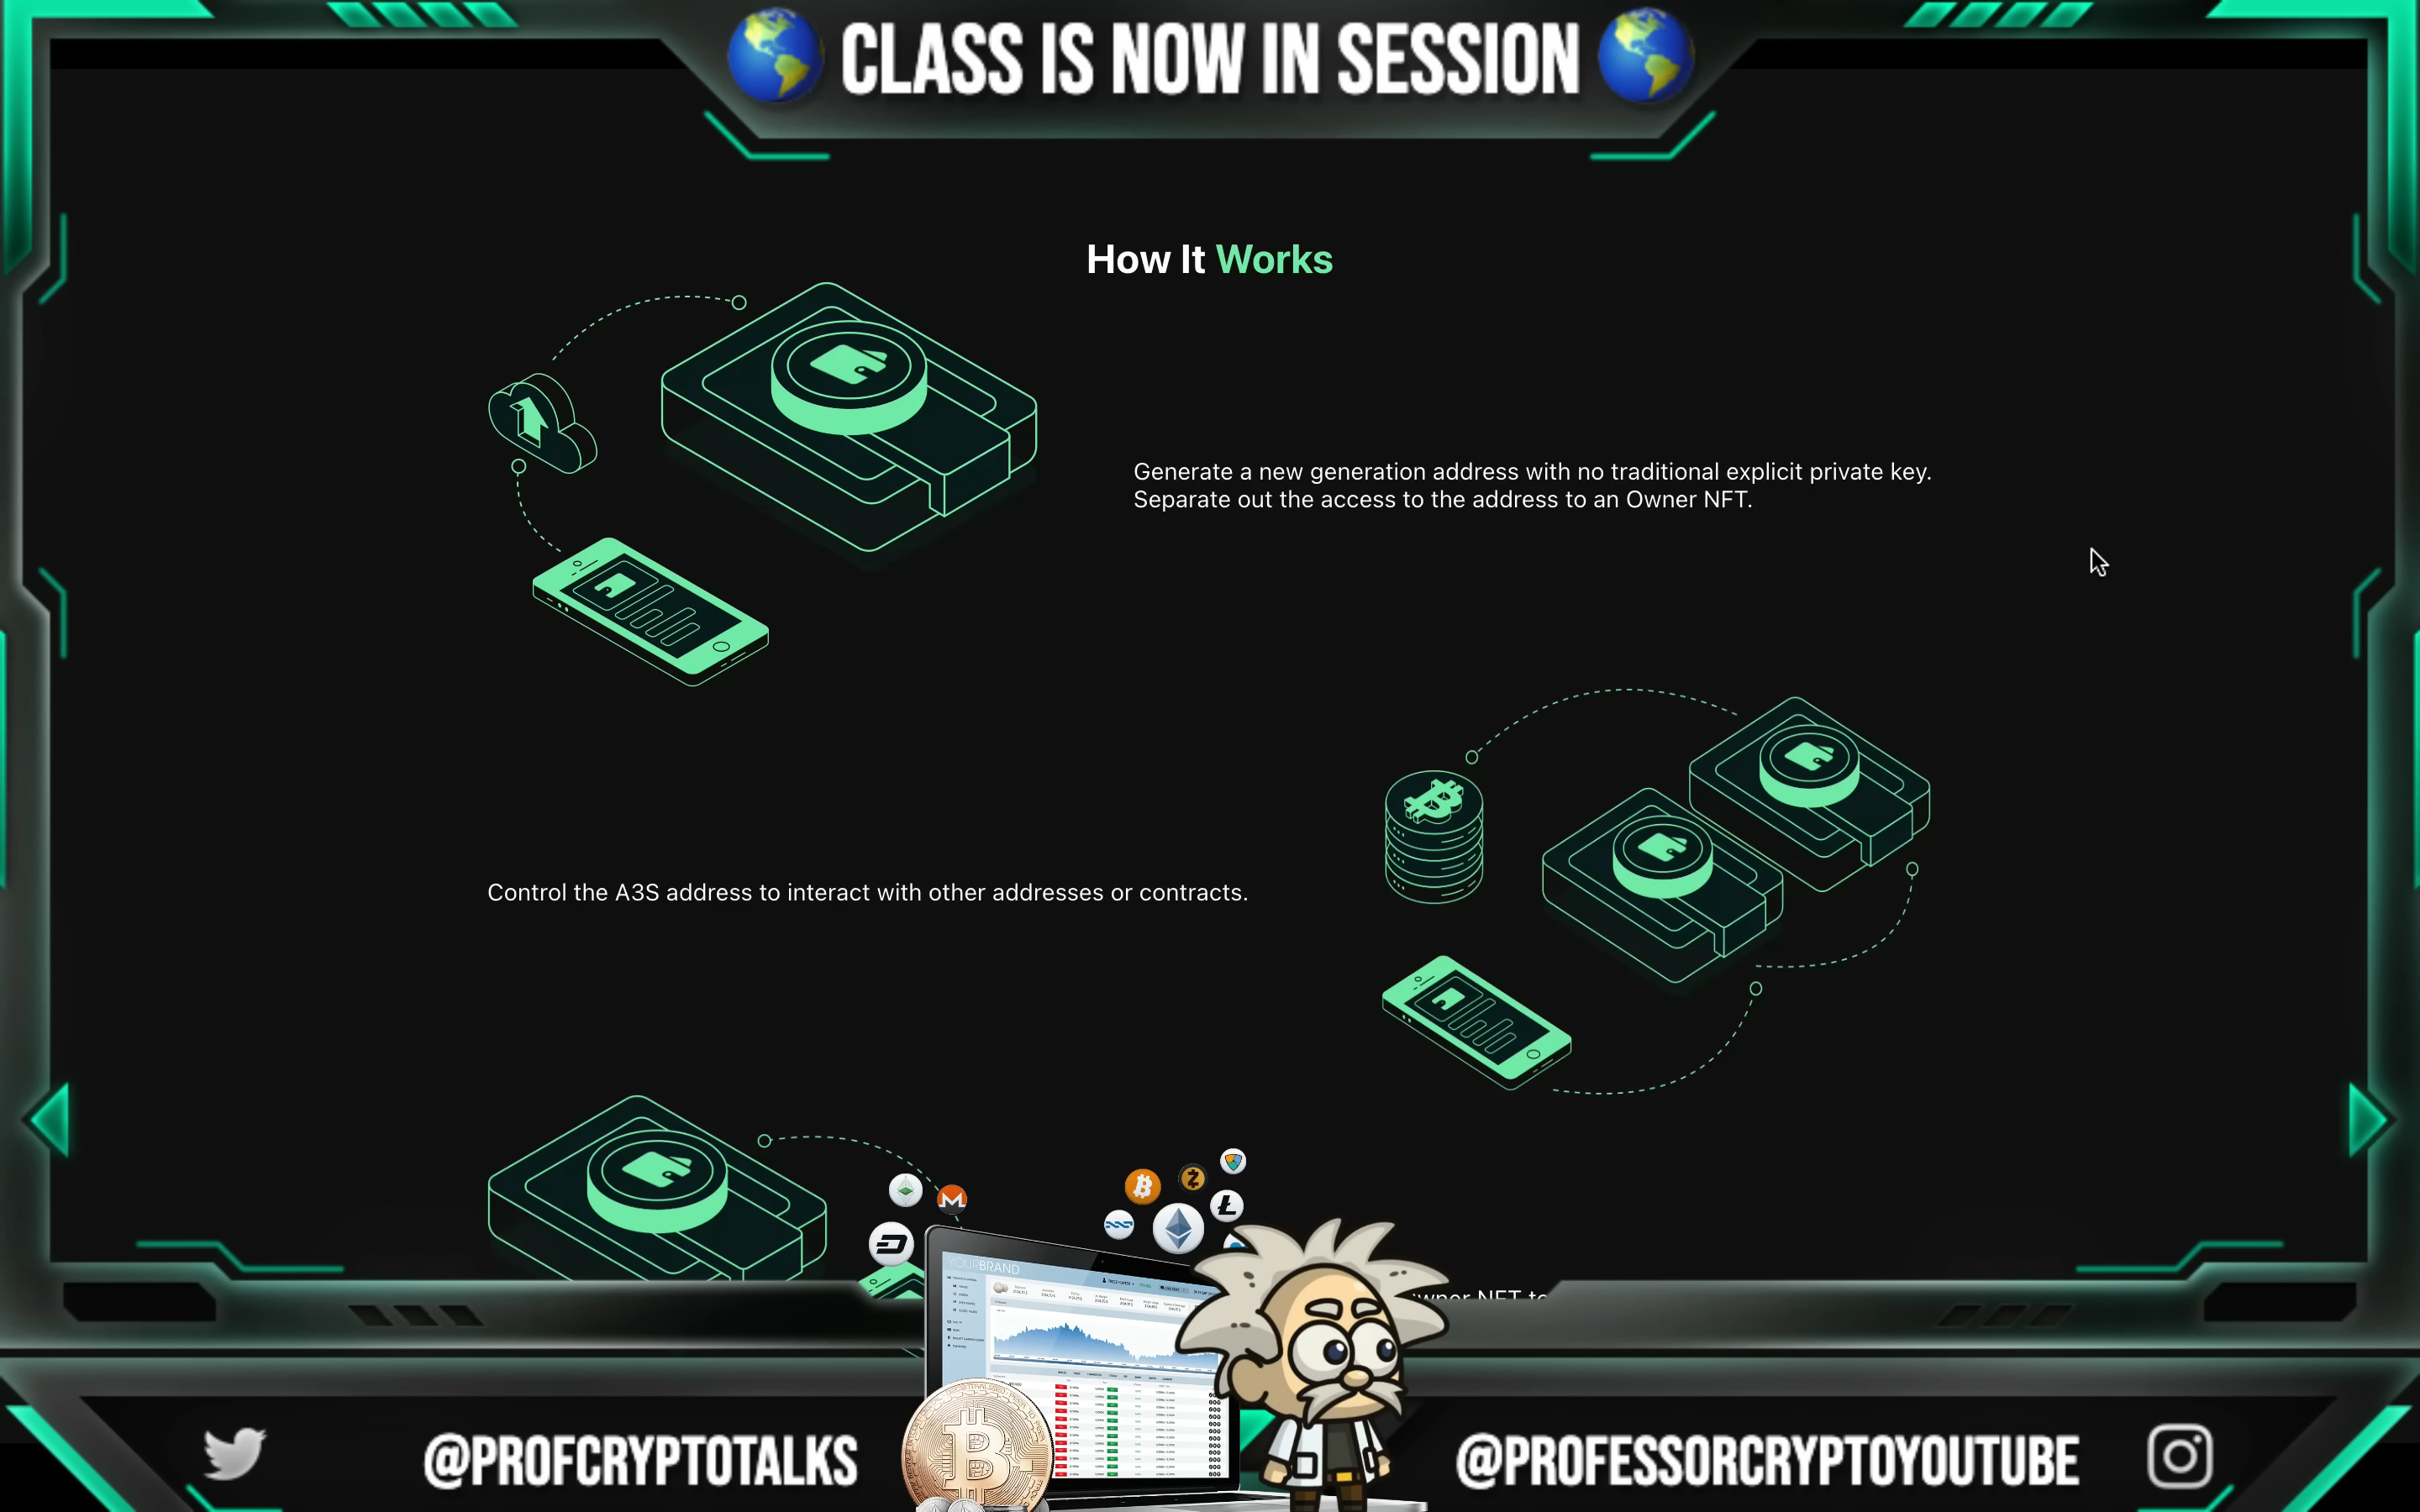 CLASS IS NOW IN SESSION
How It Works
Generate a new generation address with no traditional explicit private key.
Separate out the access to the address to an Owner NFT.
Control the A3S address to interact with other addresses or contracts.
NFT
YOURBRAND
@PROFCRYPTOTALKS
@PROFESSORCRYPTOYOUTUBE